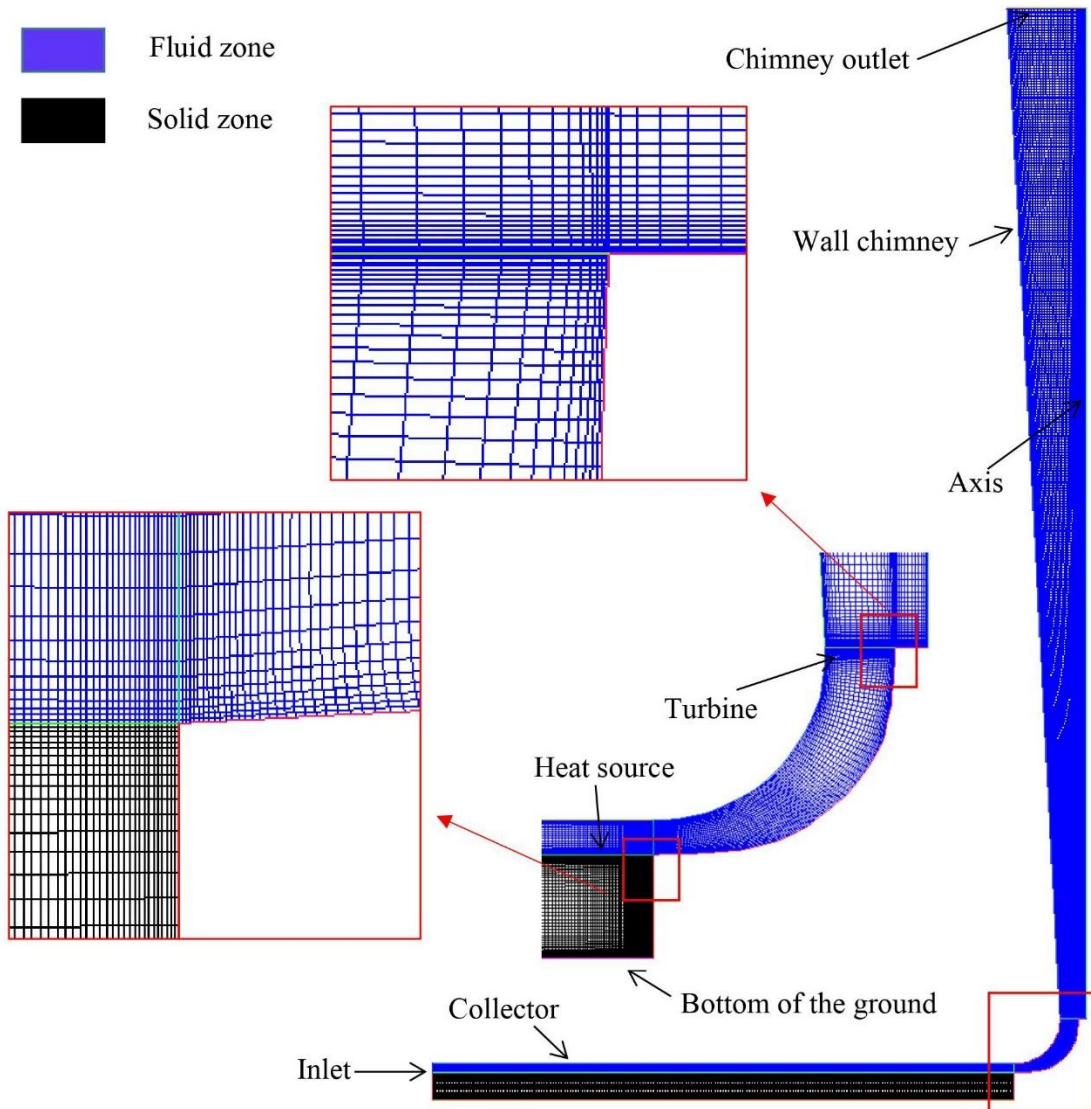 Fluid zone
Solid zone
Chimney outlet
Wall chimney
Axis
Turbine
Heat source
Bottom of the ground
Collector
Inlet